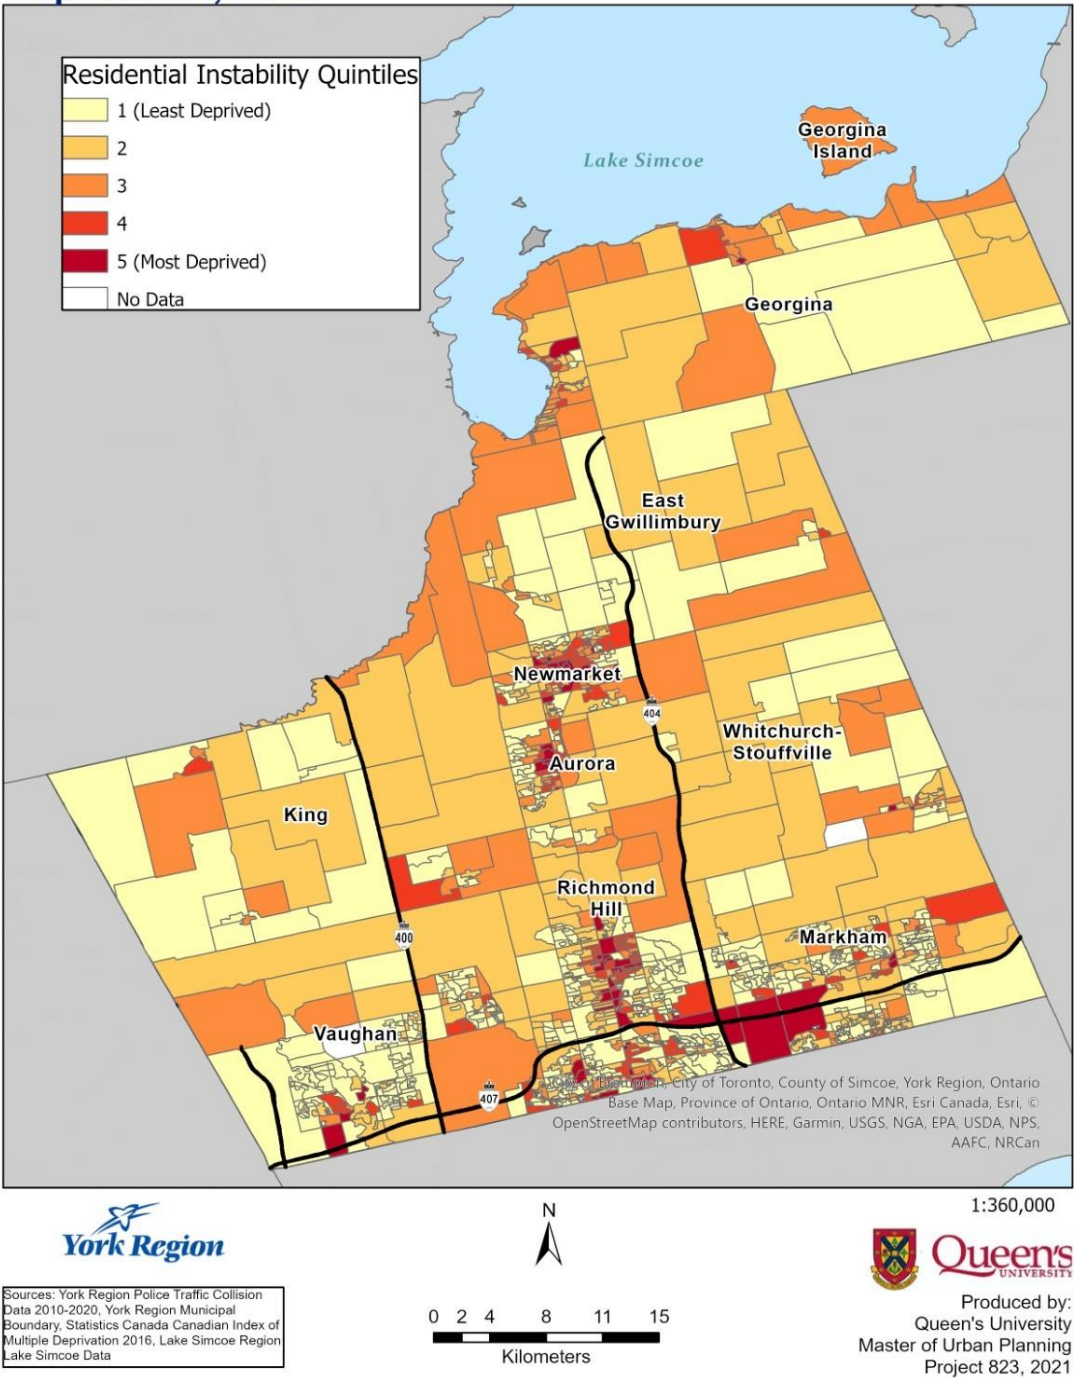 Residential Instability Quintiles
1 (Least Deprived)
2
3
4
5 (Most Deprived)
No Data
Georgina
Island
Lake Simcoe
Georgina
East
Gwillimbury
Newmarket
404
Whitchurch-
Stouffville
Aurora
King
Richmond
Hill
400
Markham
Vaughan
407
City of Toronto, County of Simcoe, York Region, Ontario
Base Map, Province of Ontario, Ontario MNR, Esri Canada, Esri, ©
OpenStreetMap contributors, HERE, Garmin, USGS, NGA, EPA, USDA, NPS,
AAFC, NRCan
York Region
N
1:360,000
Queen's
UNIVERSITY
Sources: York Region Police Traffic Collision
Data 2010-2020, York Region Municipal
Boundary, Statistics Canada Canadian Index of
Multiple Deprivation 2016, Lake Simcoe Region
Lake Simcoe Data
0 2 4 8 11 15
Kilometers
Produced by:
Queen's University
Master of Urban Planning
Project 823, 2021